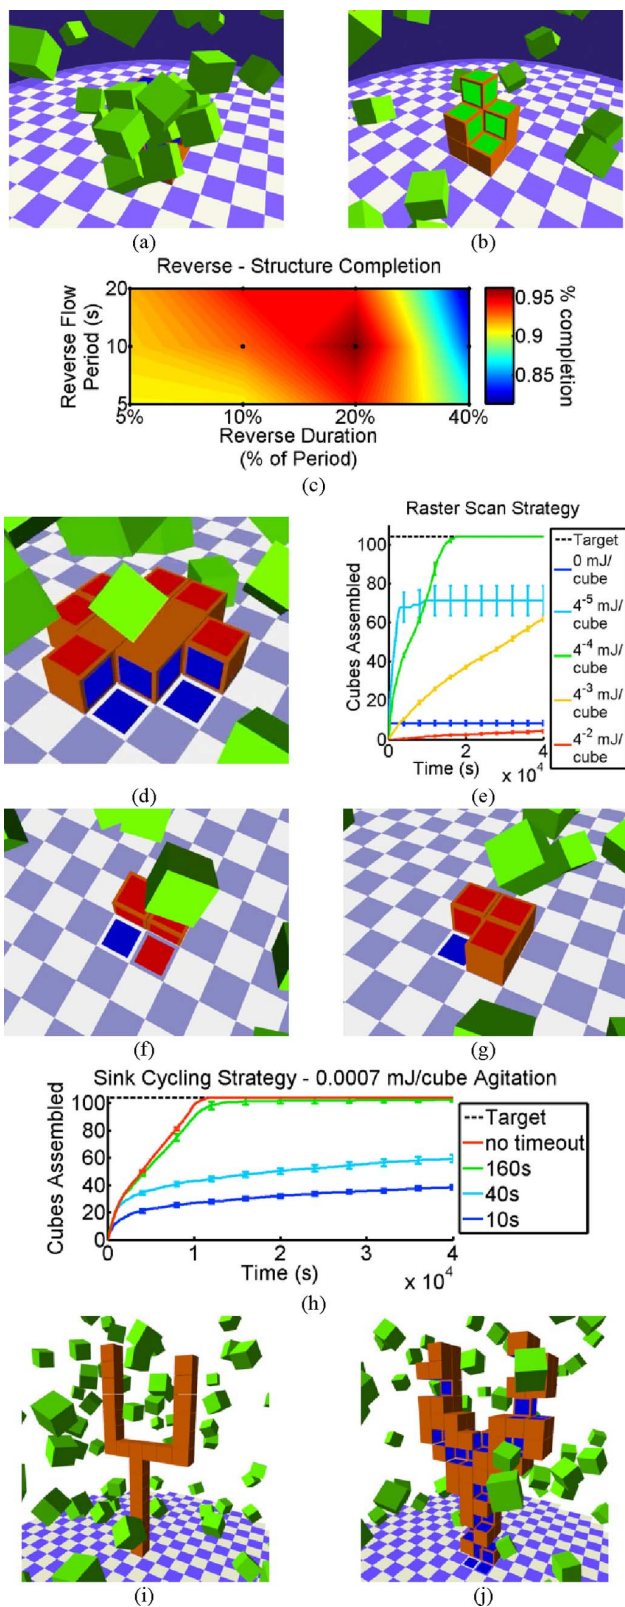 (a)
(b)
Reverse - Structure Completion
Reverse Flow
Period (s)
20
10
5
5%
10%
20%
40%
Reverse Duration
(% of Period)
0.95
0.9
0.85
% completion
(c)
(d)
Raster Scan Strategy
Cubes Assembled
100
80
60
40
20
0
0
1
2
3
4
Time (s)
x 10⁴
Target
0 mJ/
cube
4⁻⁵ mJ/
cube
4⁻⁴ mJ/
cube
4⁻³ mJ/
cube
4⁻² mJ/
cube
(e)
(f)
(g)
Sink Cycling Strategy - 0.0007 mJ/cube Agitation
Cubes Assembled
100
80
60
40
20
0
0
1
2
3
4
Time (s)
x 10⁴
Target
no timeout
160s
40s
10s
(h)
(i)
(j)